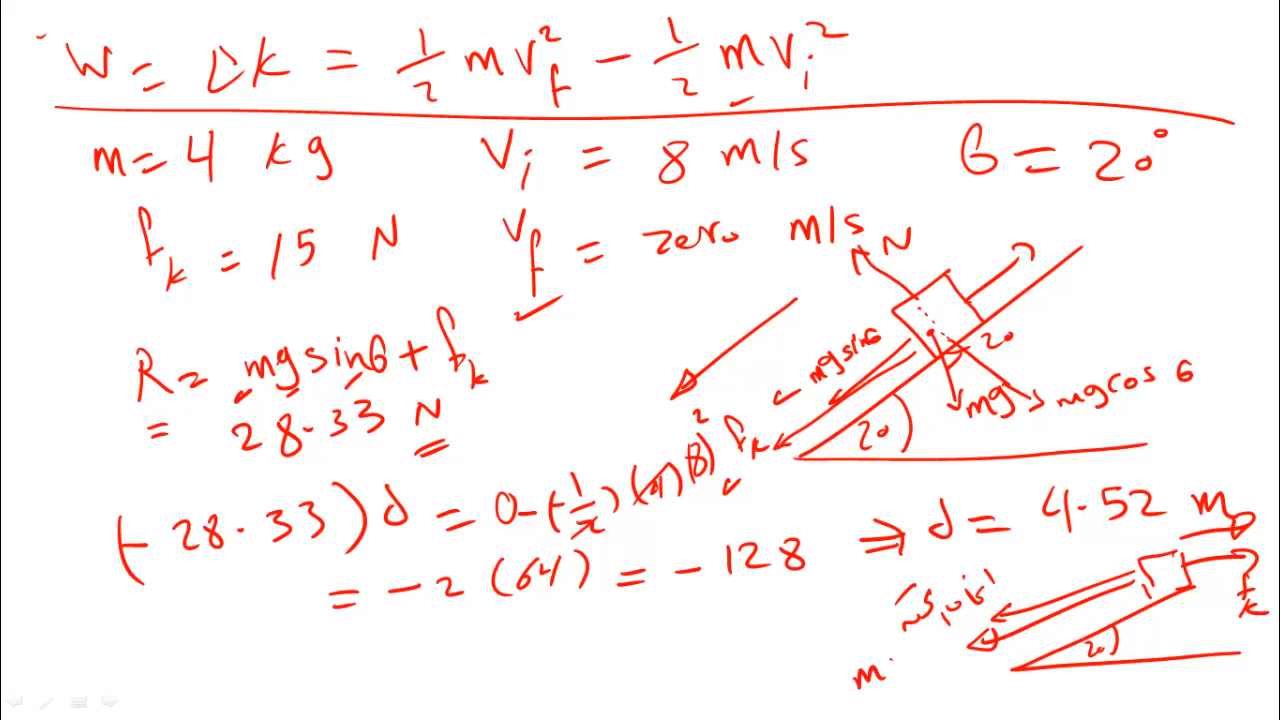 W = Δk = 1/2 m v_f² − 1/2 m v_i²
m = 4 kg v_i = 8 m/s θ = 20°
f_k = 15 N v_f = zero m/s
N
R = mg sinθ + f_k
= 28.33 N
mg sinθ
20
mg
mg cos θ
f_k
20
(−28.33) d = 0 − (1/2)(4)(8)² ⇒ d = 4.52 m
= −2 (64) = −128
f_k
20
m